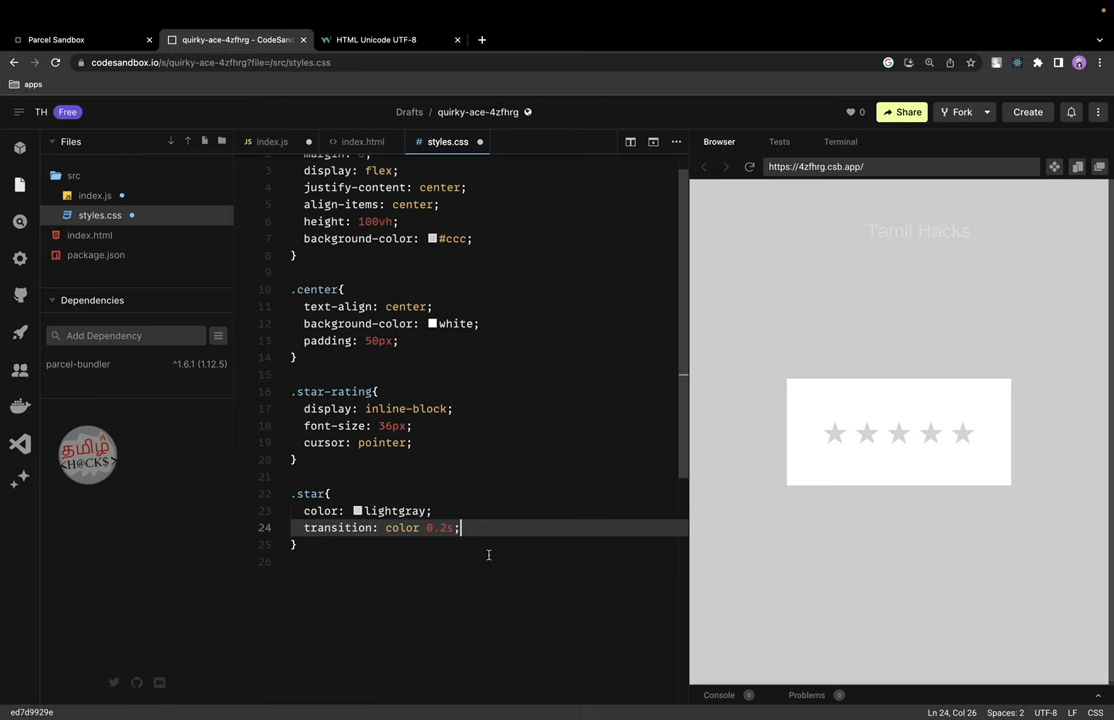 Parcel Sandbox
quirky-ace-4zfhrg - CodeSan
HTML Unicode UTF-8
codesandbox.io/s/quirky-ace-4zfhrg?file=/src/styles.css
apps
TH Free
Drafts / quirky-ace-4zfhrg
0 Share Fork Create
Files
index.js
index.html
# styles.css
Browser Tests Terminal
https://4zfhrg.csb.app/
src
index.js
styles.css
index.html
package.json
Dependencies
Add Dependency
parcel-bundler ^1.6.1 (1.12.5)
தமிழ்
<H@CK$>
3 display: flex;
4 justify-content: center;
5 align-items: center;
6 height: 100vh;
7 background-color: #ccc;
8 }
9
10 .center{
11 text-align: center;
12 background-color: white;
13 padding: 50px;
14 }
15
16 .star-rating{
17 display: inline-block;
18 font-size: 36px;
19 cursor: pointer;
20 }
21
22 .star{
23 color: lightgray;
24 transition: color 0.2s;
25 }
26
Tamil Hacks
★ ★ ★ ★ ★
Console 0 Problems 0
ed7d9929e
Ln 24, Col 26 Spaces: 2 UTF-8 LF CSS